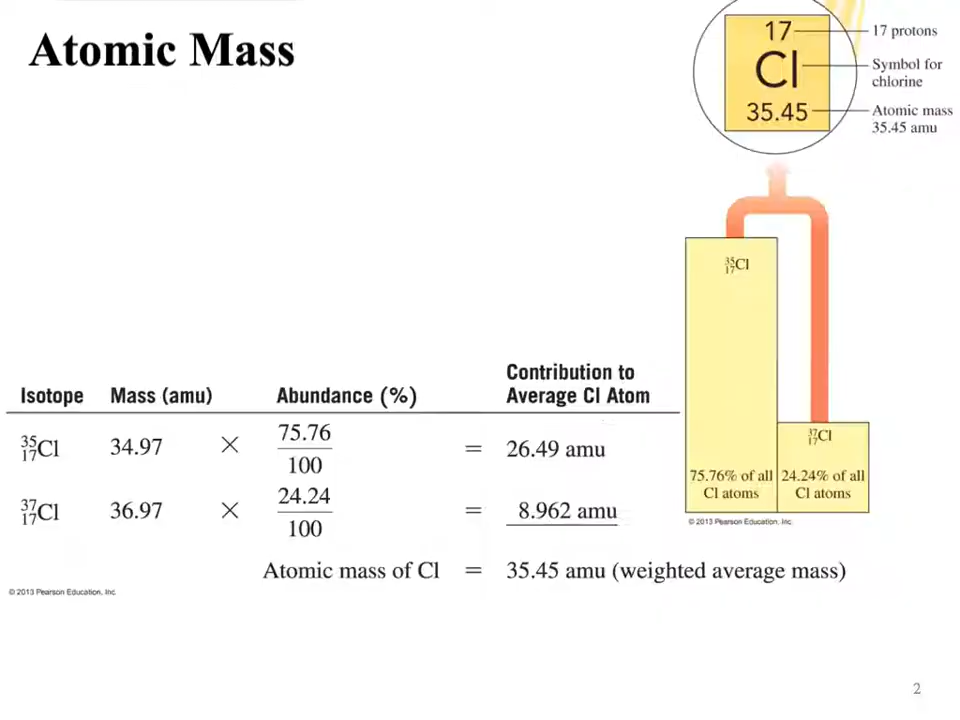 Atomic Mass
17
Cl
35.45
17 protons
Symbol for
chlorine
Atomic mass
35.45 amu
35
17Cl
37
17Cl
75.76% of all
Cl atoms
24.24% of all
Cl atoms
© 2013 Pearson Education, Inc.
Isotope Mass (amu) Abundance (%) Contribution to
Average Cl Atom
35
17Cl 34.97 × 75.76
100 = 26.49 amu
37
17Cl 36.97 × 24.24
100 = 8.962 amu
Atomic mass of Cl = 35.45 amu (weighted average mass)
© 2013 Pearson Education, Inc.
2